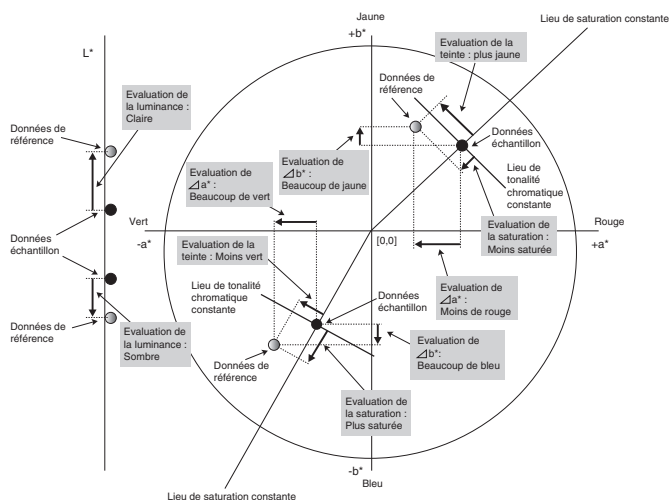 Jaune
+b*
Lieu de saturation constante
L*
Evaluation de
la luminance :
Claire
Données de
référence
Données
échantillon
Données de
référence
Evaluation de
la luminance :
Sombre
Evaluation de la
teinte : plus jaune
Données de
référence
Données
échantillon
Evaluation de
⊿b* :
Beaucoup de jaune
Evaluation de
⊿a* :
Beaucoup de vert
Lieu de
tonalité
chromatique
constante
Vert
-a*
[0,0]
Rouge
+a*
Evaluation de
la saturation :
Moins saturée
Evaluation de la
teinte : Moins vert
Evaluation de
⊿a* :
Moins de rouge
Lieu de tonalité
chromatique
constante
Données
échantillon
Evaluation de
⊿b*:
Beaucoup de bleu
Données de
référence
Evaluation de
la saturation :
Plus saturée
-b*
Bleu
Lieu de saturation constante